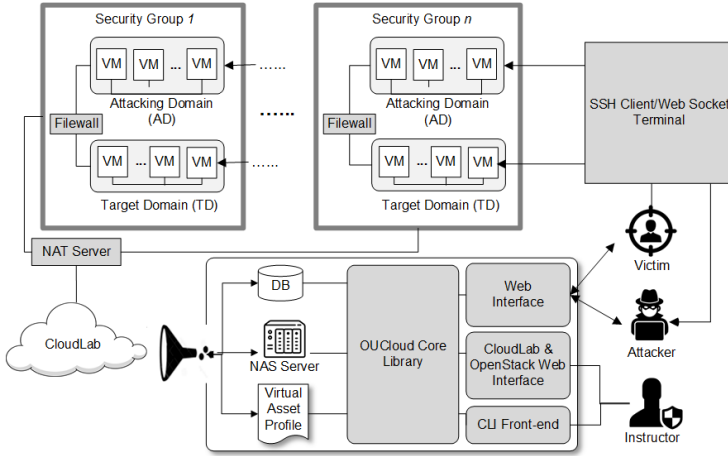 Security Group 1
Security Group n
VM VM ... VM
......
VM VM ... VM
Attacking Domain
(AD)
......
Attacking Domain
(AD)
SSH Client/Web Socket
Terminal
Filewall
Filewall
VM ... VM VM
......
VM ... VM VM
Target Domain (TD)
Target Domain (TD)
NAT Server
Victim
DB
Web
Interface
CloudLab
NAS Server
OUCloud Core
Library
CloudLab &
OpenStack Web
Interface
Attacker
Virtual
Asset
Profile
CLI Front-end
Instructor